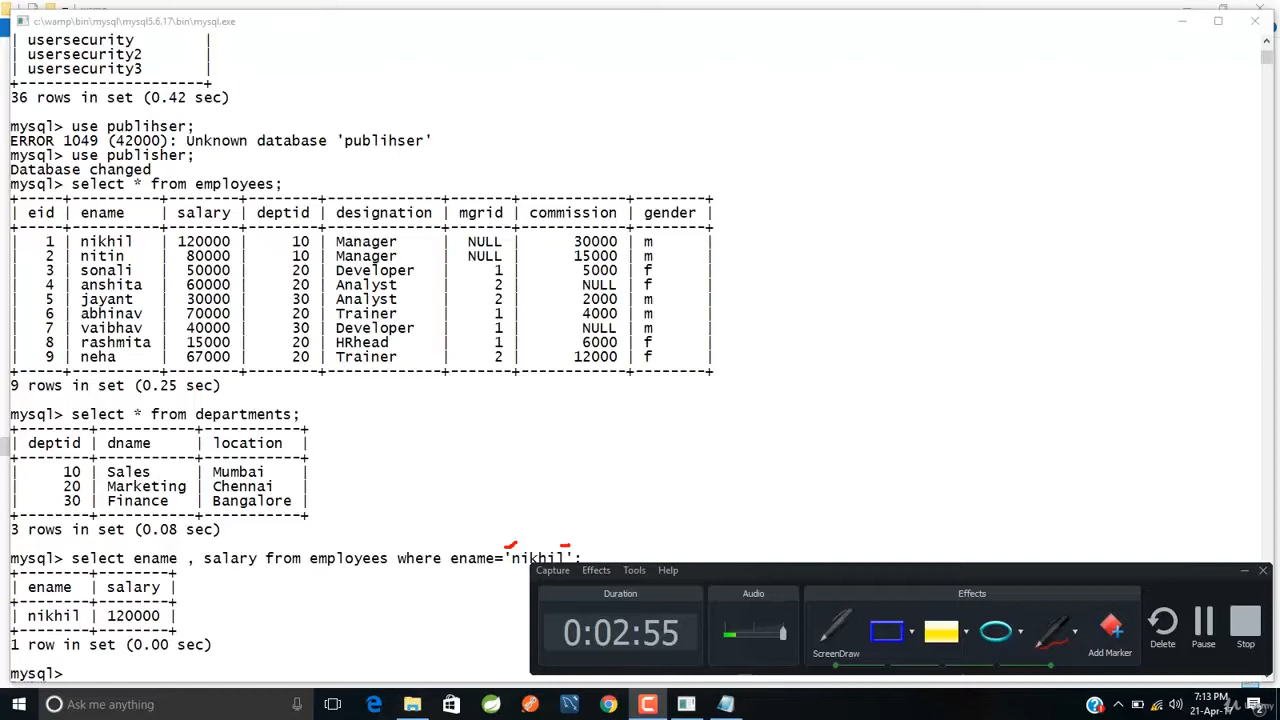 c:\wamp\bin\mysql\mysql5.6.17\bin\mysql.exe
| usersecurity |
| usersecurity2 |
| usersecurity3 |
+--------------------+
36 rows in set (0.42 sec)
mysql> use publihser;
ERROR 1049 (42000): Unknown database 'publihser'
mysql> use publisher;
Database changed
mysql> select * from employees;
+-----+----------+--------+--------+-------------+-------+------------+--------+
| eid | ename | salary | deptid | designation | mgrid | commission | gender |
+-----+----------+--------+--------+-------------+-------+------------+--------+
| 1 | nikhil | 120000 | 10 | Manager | NULL | 30000 | m |
| 2 | nitin | 80000 | 10 | Manager | NULL | 15000 | m |
| 3 | sonali | 50000 | 20 | Developer | 1 | 5000 | f |
| 4 | anshita | 60000 | 20 | Analyst | 2 | NULL | f |
| 5 | jayant | 30000 | 30 | Analyst | 2 | 2000 | m |
| 6 | abhinav | 70000 | 20 | Trainer | 1 | 4000 | m |
| 7 | vaibhav | 40000 | 30 | Developer | 1 | NULL | m |
| 8 | rashmita | 15000 | 20 | HRhead | 1 | 6000 | f |
| 9 | neha | 67000 | 20 | Trainer | 2 | 12000 | f |
+-----+----------+--------+--------+-------------+-------+------------+--------+
9 rows in set (0.25 sec)
mysql> select * from departments;
+--------+-----------+-----------+
| deptid | dname | location |
+--------+-----------+-----------+
| 10 | Sales | Mumbai |
| 20 | Marketing | Chennai |
| 30 | Finance | Bangalore |
+--------+-----------+-----------+
3 rows in set (0.08 sec)
mysql> select ename , salary from employees where ename='nikhil';
+--------+--------+
| ename | salary |
+--------+--------+
| nikhil | 120000 |
+--------+--------+
1 row in set (0.00 sec)
mysql>
Capture Effects Tools Help
Duration Audio Effects
0:02:55
ScreenDraw Add Marker Delete Pause Stop
Ask me anything
7:13 PM